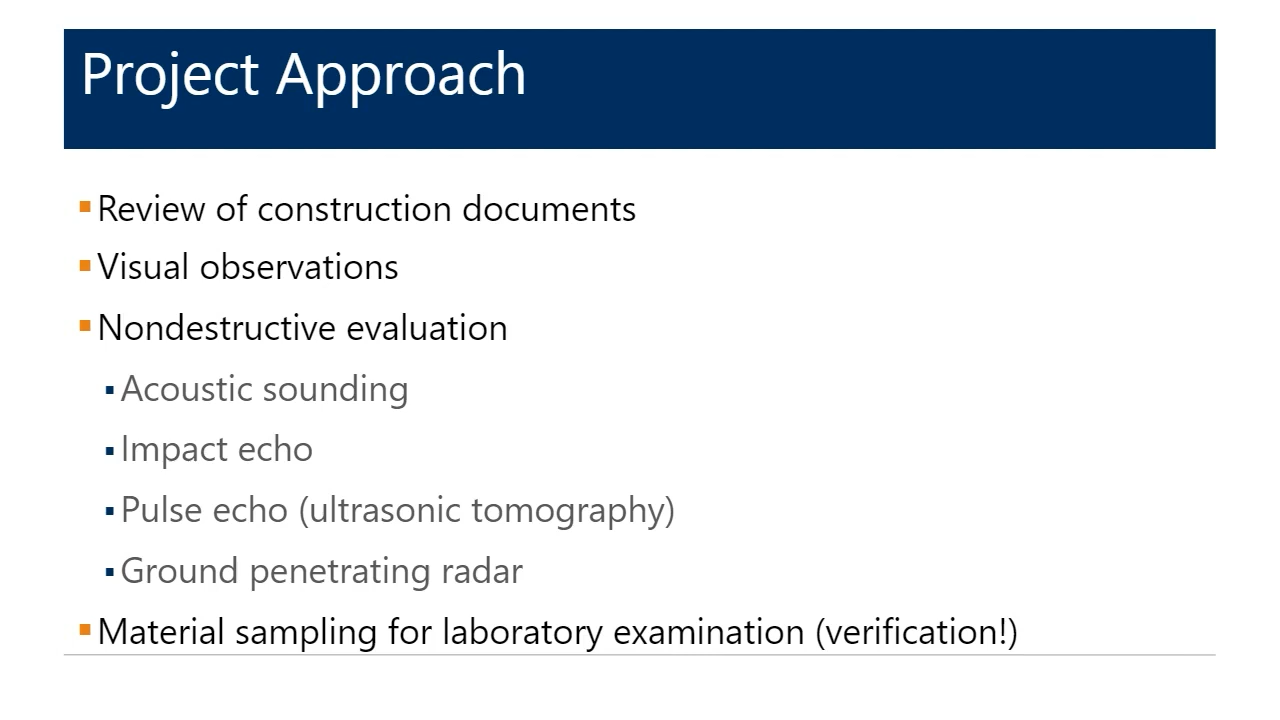 Project Approach
Review of construction documents
Visual observations
Nondestructive evaluation
Acoustic sounding
Impact echo
Pulse echo (ultrasonic tomography)
Ground penetrating radar
Material sampling for laboratory examination (verification!)